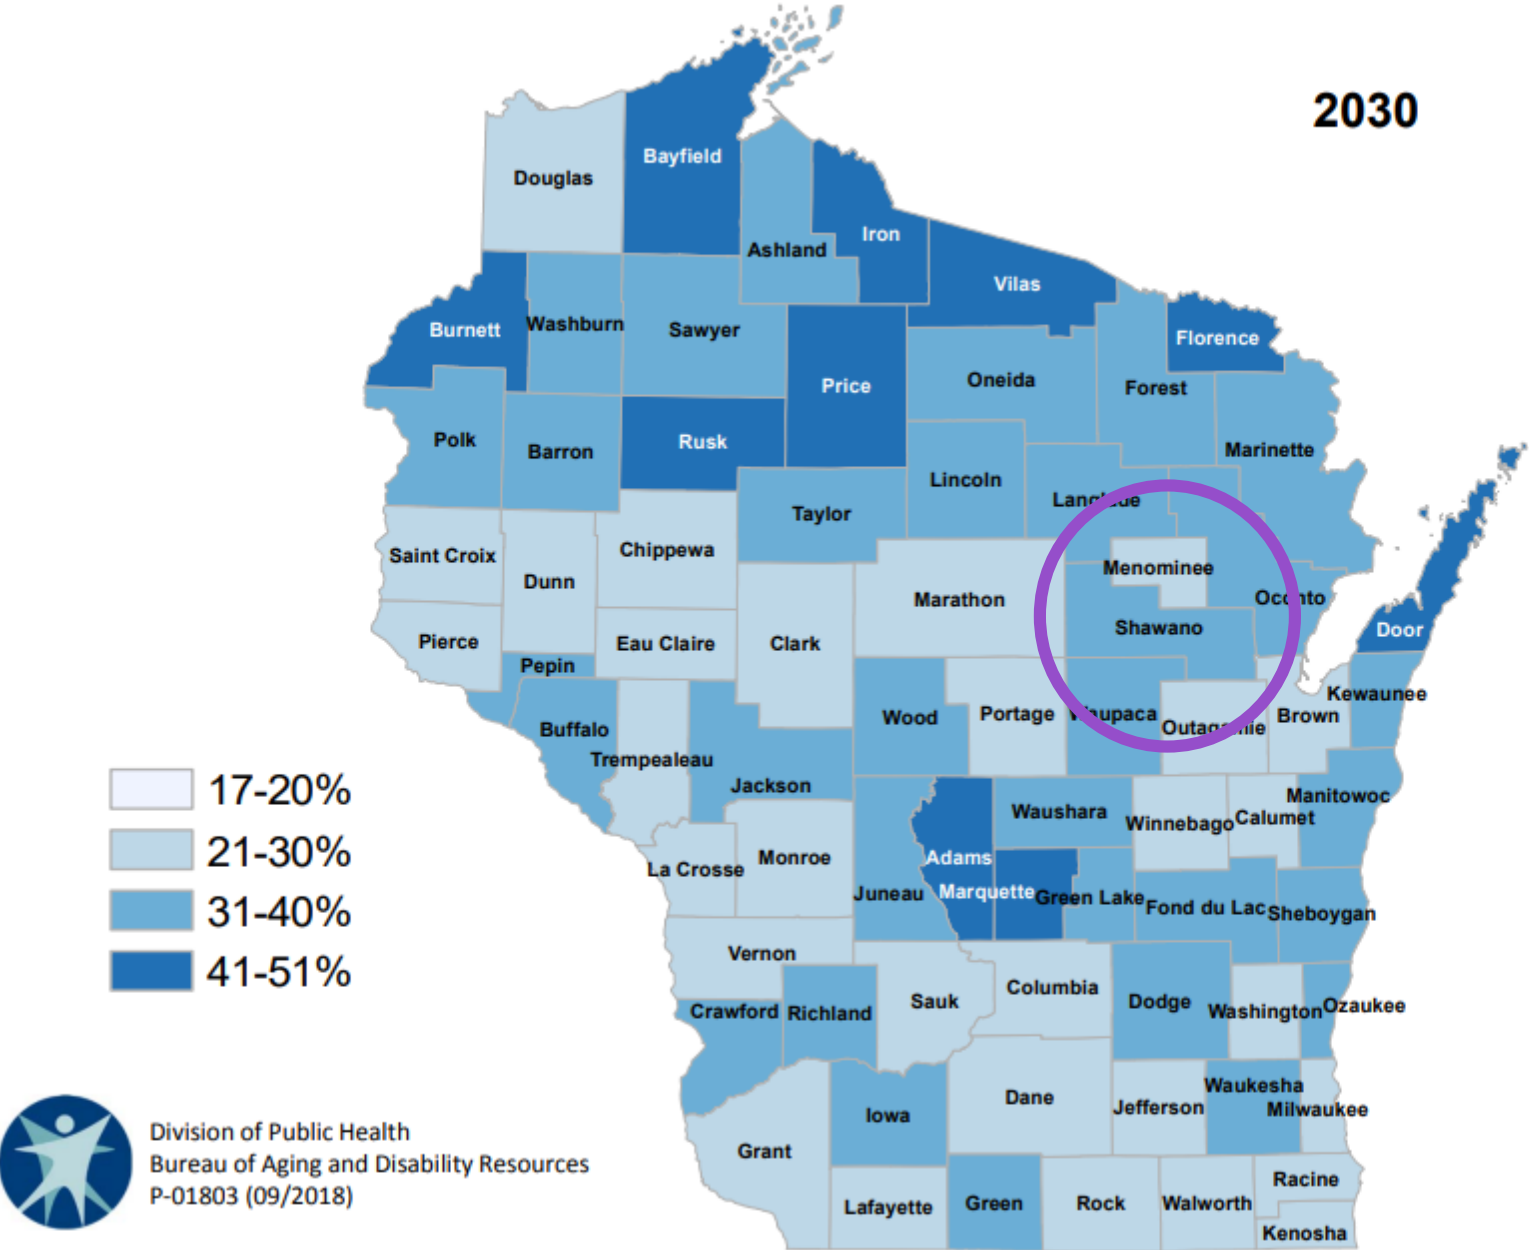 2030
Bayfield
Douglas
Iron
Ashland
Vilas
Washburn
Burnett
Sawyer
Florence
Oneida
Price
Forest
Polk
Rusk
Barron
Marinette
Lincoln
Langlade
Taylor
Chippewa
Saint Croix
Menominee
Dunn
Marathon
Oconto
Shawano
Door
Pierce
Eau Claire
Clark
Pepin
Kewaunee
Wood
Portage
Waupaca
Brown
Outagamie
Buffalo
Trempealeau
Jackson
17-20%
21-30%
31-40%
41-51%
Manitowoc
Waushara
Calumet
Winnebago
Adams
Monroe
La Crosse
Juneau
Marquette
Green Lake
Fond du Lac
Sheboygan
Vernon
Columbia
Sauk
Dodge
Ozaukee
Crawford
Richland
Washington
Waukesha
Dane
Jefferson
Milwaukee
Iowa
Grant
Racine
Lafayette
Green
Rock
Walworth
Kenosha
Division of Public Health
Bureau of Aging and Disability Resources
P-01803 (09/2018)